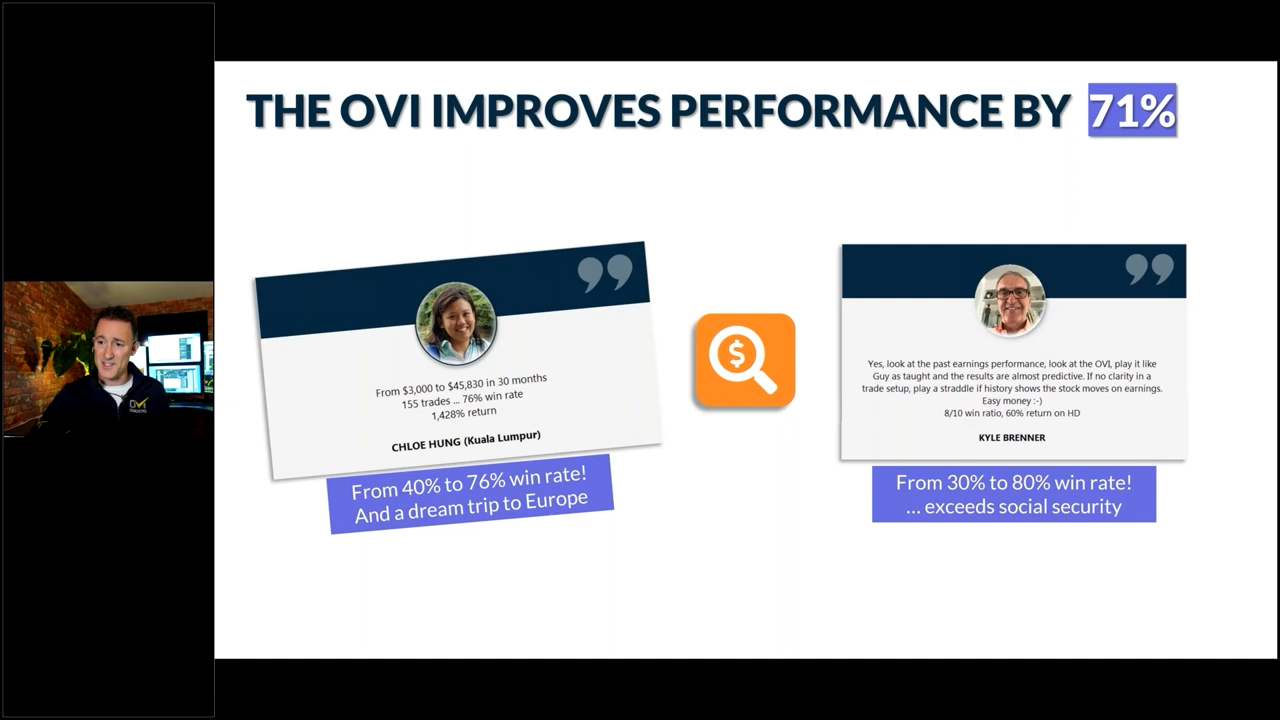 THE OVI IMPROVES PERFORMANCE BY 71%
From $3,000 to $45,830 in 30 months
155 trades ... 76% win rate
1,428% return
CHLOE HUNG (Kuala Lumpur)
From 40% to 76% win rate!
And a dream trip to Europe
$
Yes, look at the past earnings performance, look at the OVI, play it like
Guy as taught and the results are almost predictive. If no clarity in a
trade setup, play a straddle if history shows the stock moves on earnings.
Easy money :-)
8/10 win ratio, 60% return on HD
KYLE BRENNER
From 30% to 80% win rate!
... exceeds social security
OVI